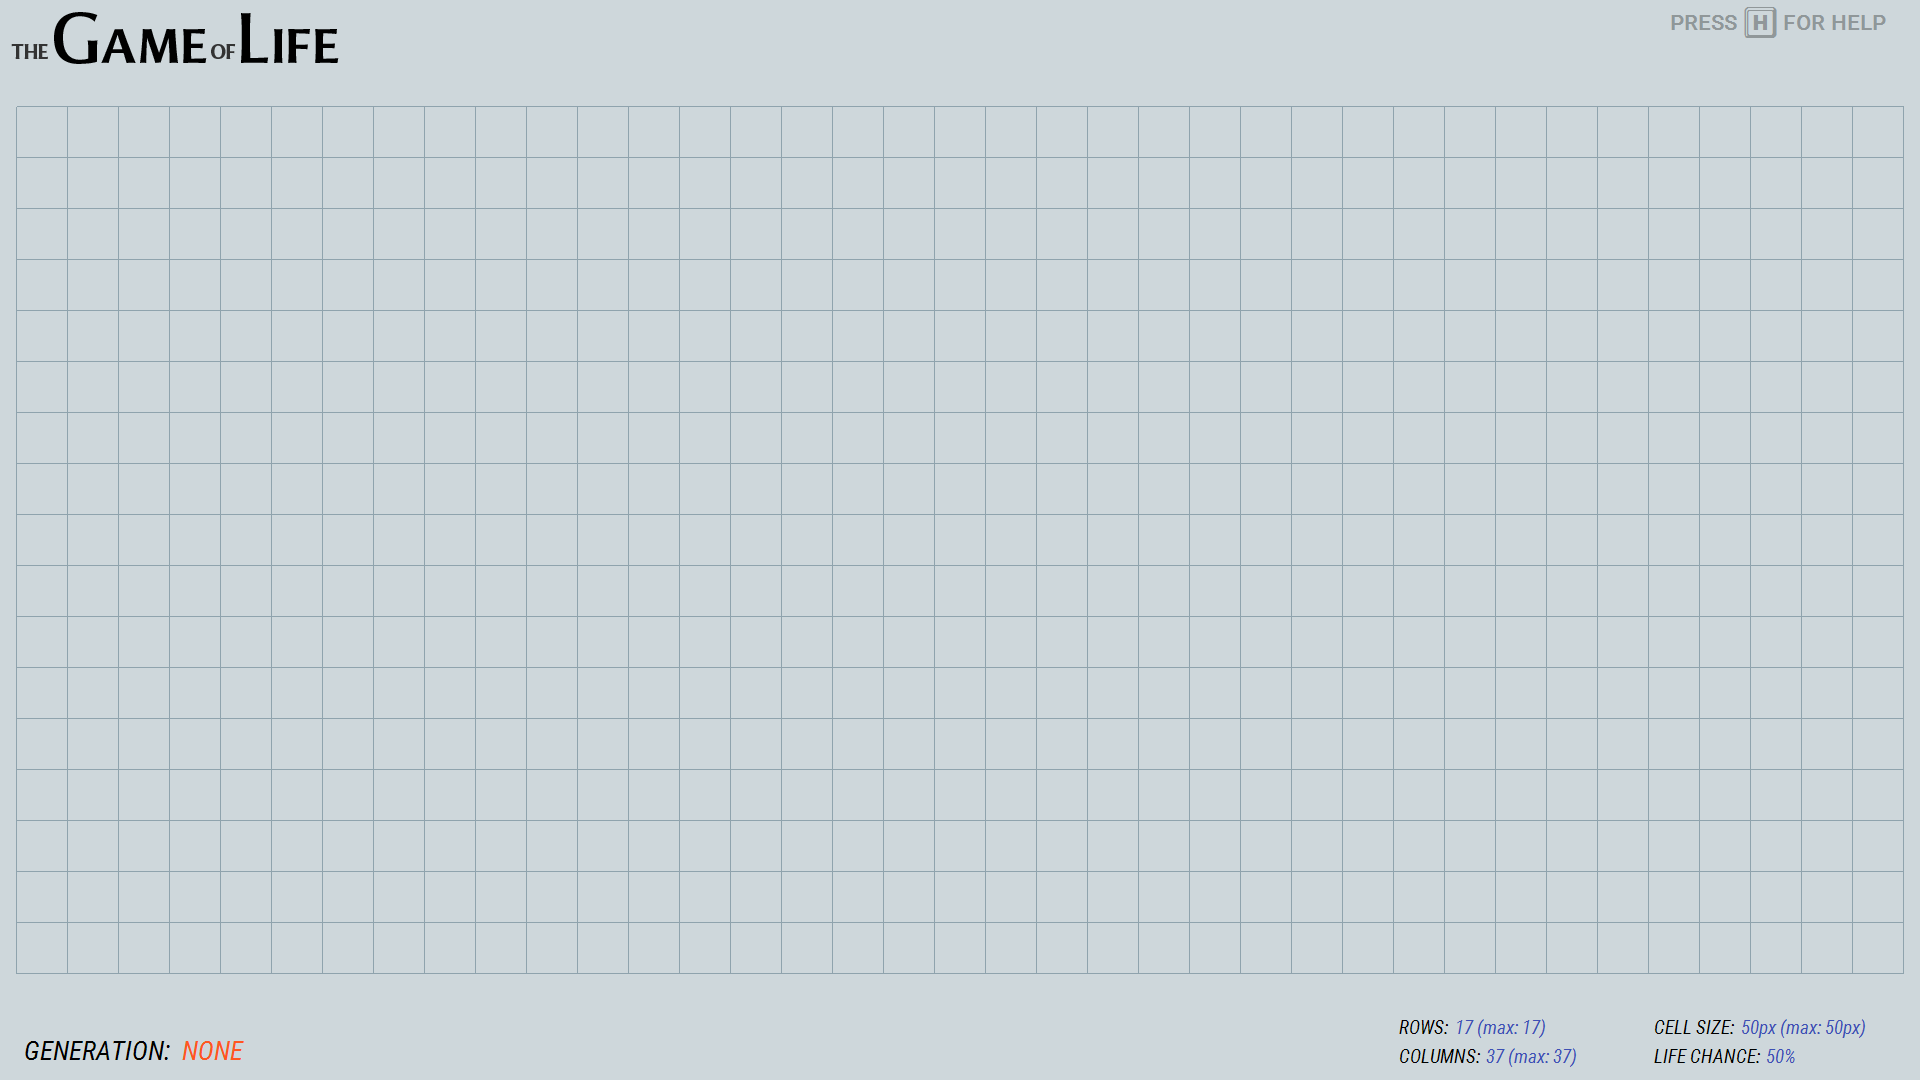 THE GAME OF LIFE
PRESS H FOR HELP
GENERATION: NONE
ROWS: 17 (max: 17)
COLUMNS: 37 (max: 37)
CELL SIZE: 50px (max: 50px)
LIFE CHANCE: 50%